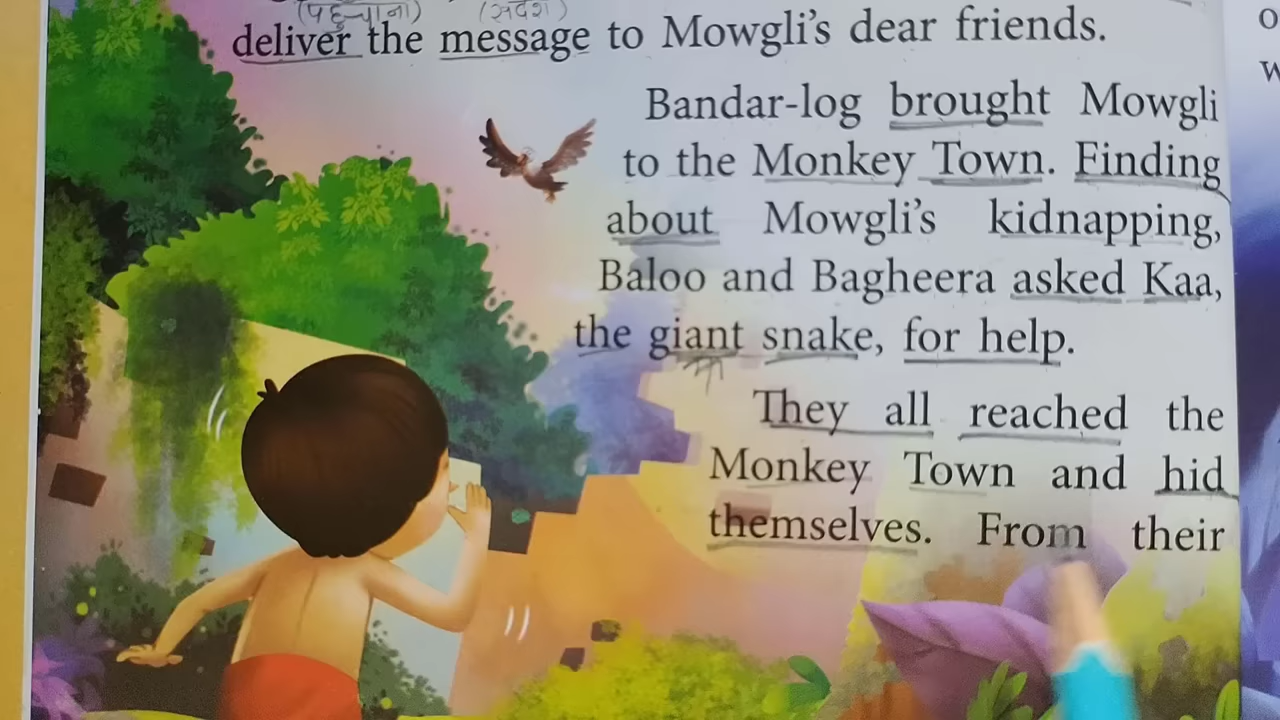 (पहुँचाना) (संदेश)
deliver the message to Mowgli's dear friends.
Bandar-log brought Mowgli
to the Monkey Town. Finding
about Mowgli's kidnapping,
Baloo and Bagheera asked Kaa,
the giant snake, for help.
They all reached the
Monkey Town and hid
themselves. From their